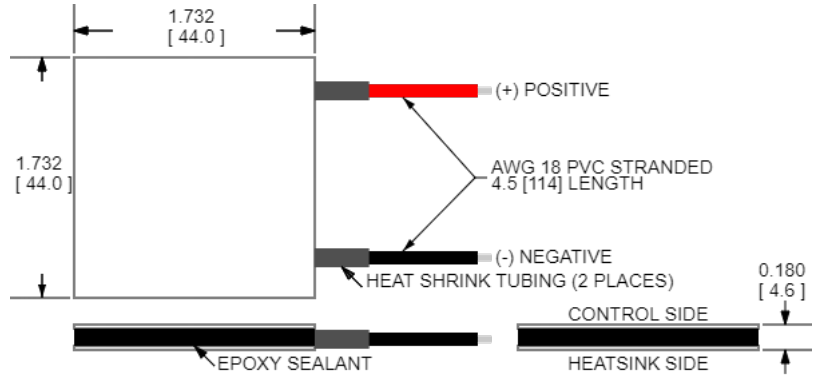 1.732
[ 44.0 ]
(+) POSITIVE
1.732
[ 44.0 ]
AWG 18 PVC STRANDED
4.5 [114] LENGTH
(-) NEGATIVE
HEAT SHRINK TUBING (2 PLACES)
0.180
[ 4.6 ]
CONTROL SIDE
EPOXY SEALANT
HEATSINK SIDE